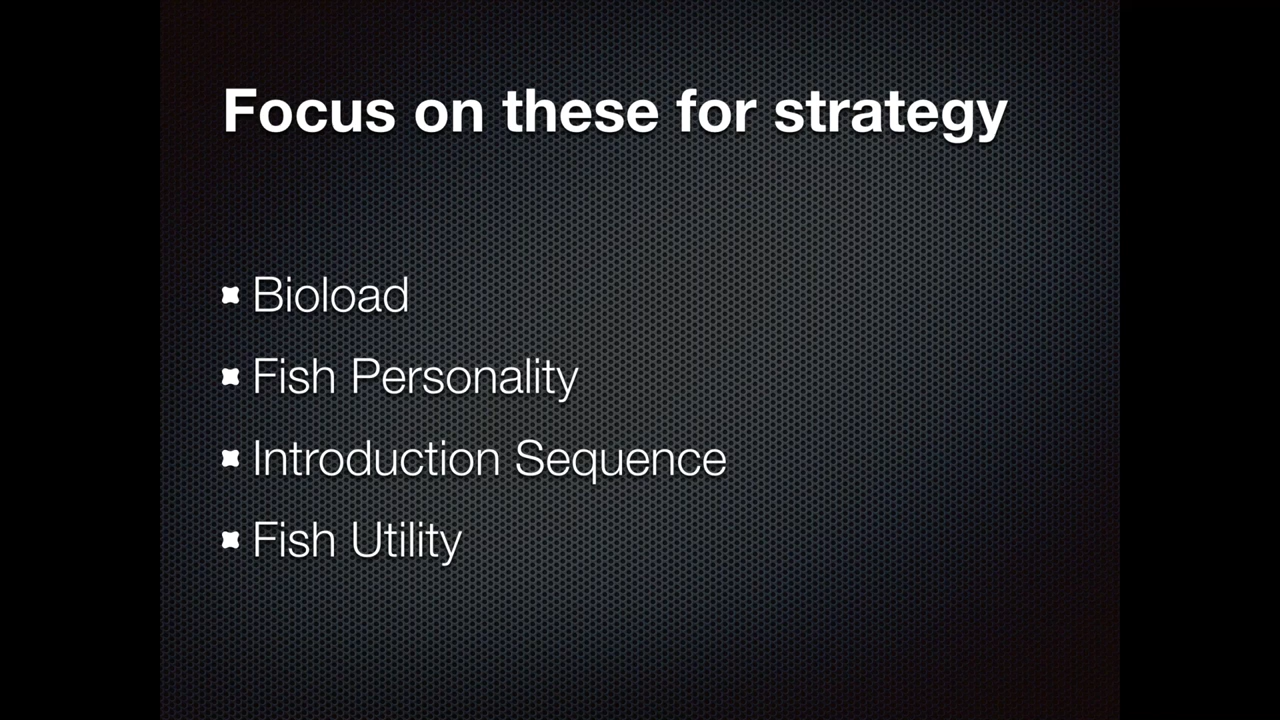 Focus on these for strategy
Bioload
Fish Personality
Introduction Sequence
Fish Utility